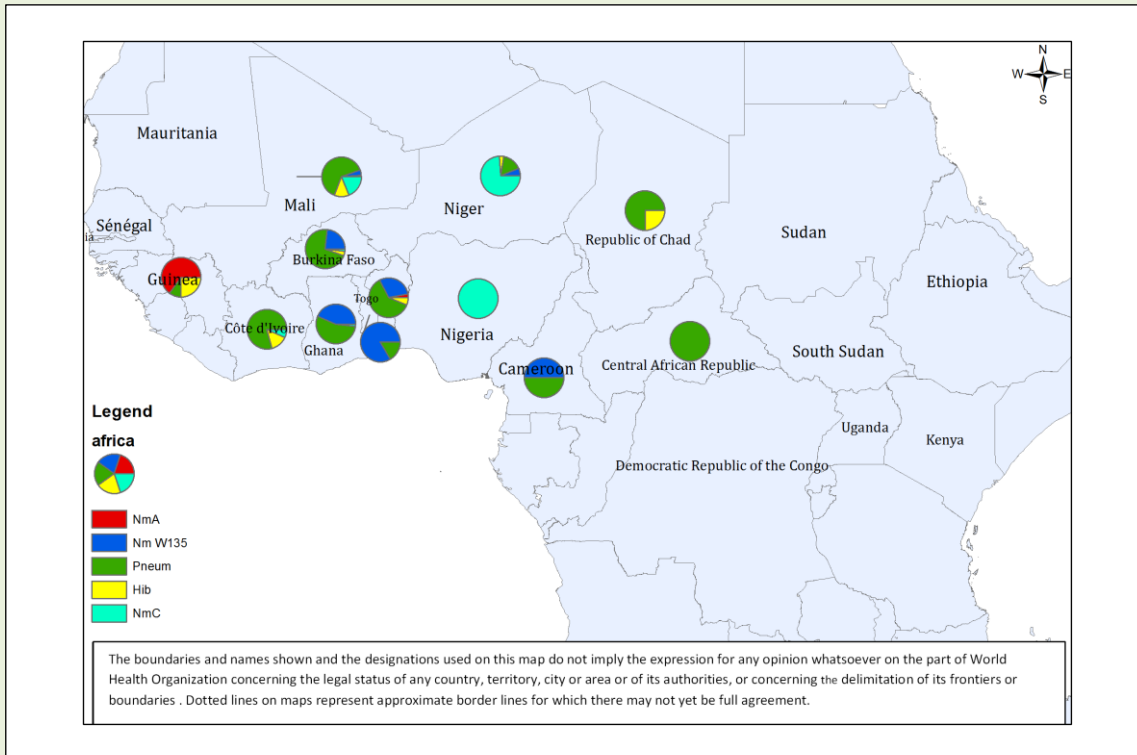 N
W E
S
Mauritania
Mali
Niger
Sénégal
Republic of Chad
Sudan
Burkina Faso
Guinea
Ethiopia
Togo
Nigeria
Côte d'Ivoire
Ghana
South Sudan
Cameroon
Central African Republic
Uganda
Kenya
Democratic Republic of the Congo
Legend
africa
NmA
Nm W135
Pneum
Hib
NmC
The boundaries and names shown and the designations used on this map do not imply the expression for any opinion whatsoever on the part of World
Health Organization concerning the legal status of any country, territory, city or area or of its authorities, or concerning the delimitation of its frontiers or
boundaries . Dotted lines on maps represent approximate border lines for which there may not yet be full agreement.